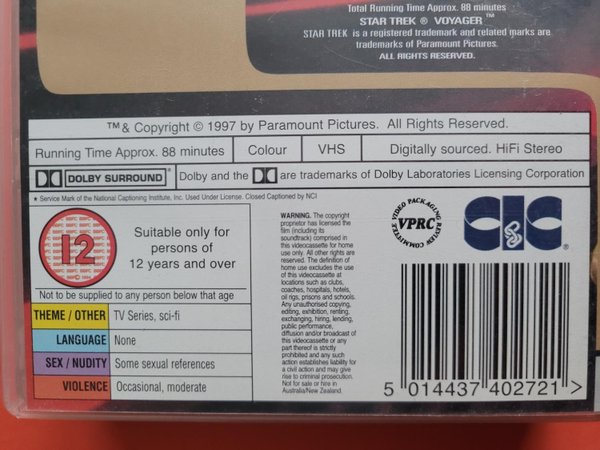 Total Running Time Approx. 88 minutes
STAR TREK ® VOYAGER ™
STAR TREK is a registered trademark and related marks are
trademarks of Paramount Pictures.
ALL RIGHTS RESERVED.
™ & Copyright © 1997 by Paramount Pictures. All Rights Reserved.
Running Time Approx. 88 minutes
Colour
VHS
Digitally sourced. HiFi Stereo
DOLBY SURROUND
Dolby and the DD are trademarks of Dolby Laboratories Licensing Corporation
★ Service Mark of the National Captioning Institute, Inc. Used Under License. Closed Captioned by NCI
12
Suitable only for
persons of
12 years and over
Not to be supplied to any person below that age
THEME / OTHER TV Series, sci-fi
LANGUAGE None
SEX / NUDITY Some sexual references
VIOLENCE Occasional, moderate
WARNING. The copyright
proprietor has licensed the
film (including its
soundtrack) comprised in
this videocassette for home
use only. All other rights are
reserved. The definition of
home use excludes the use
of this videocassette at
locations such as clubs,
coaches, hospitals, hotels,
oil rigs, prisons and schools.
Any unauthorised copying,
editing, exhibition, renting,
exchanging, hiring, lending,
public performance,
diffusion and/or broadcast of
this videocassette or any
part thereof is strictly
prohibited and any such
action establishes liability for
a civil action and may give
rise to criminal prosecution.
Not for sale or hire in
Australia/New Zealand.
VIDEO PACKAGING REVIEW COMMITTEE
VPRC
CIC
®
5 014437 402721 >